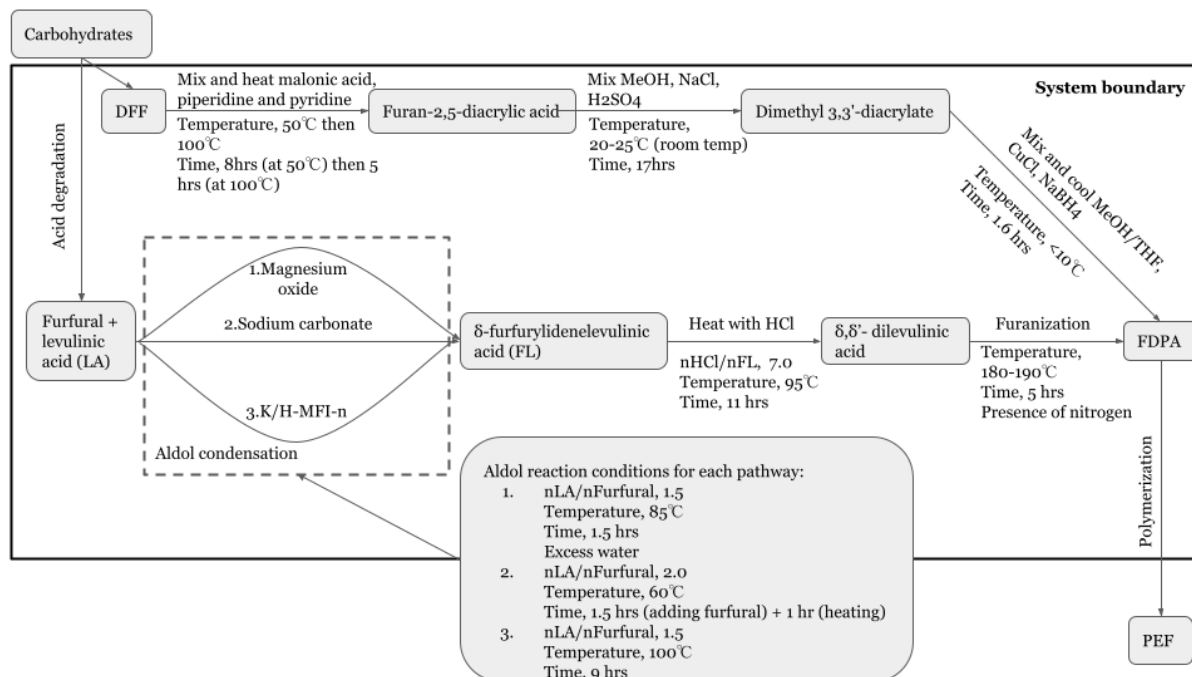 Carbohydrates
System boundary
DFF
Mix and heat malonic acid,
piperidine and pyridine
Temperature, 50℃ then
100℃
Time, 8hrs (at 50℃) then 5
hrs (at 100℃)
Furan-2,5-diacrylic acid
Mix MeOH, NaCl,
H2SO4
Temperature,
20-25℃ (room temp)
Time, 17hrs
Dimethyl 3,3'-diacrylate
Mix and cool MeOH/THF,
CuCl, NaBH4
Temperature, <10℃
Time, 1.6 hrs
Acid degradation
Furfural +
levulinic
acid (LA)
1.Magnesium
oxide
2.Sodium carbonate
3.K/H-MFI-n
Aldol condensation
δ-furfurylidenelevulinic
acid (FL)
Heat with HCl
nHCl/nFL, 7.0
Temperature, 95℃
Time, 11 hrs
δ,δ’- dilevulinic
acid
Furanization
Temperature,
180-190℃
Time, 5 hrs
Presence of nitrogen
FDPA
Aldol reaction conditions for each pathway:
1. nLA/nFurfural, 1.5
Temperature, 85℃
Time, 1.5 hrs
Excess water
2. nLA/nFurfural, 2.0
Temperature, 60℃
Time, 1.5 hrs (adding furfural) + 1 hr (heating)
3. nLA/nFurfural, 1.5
Temperature, 100℃
Time, 9 hrs
Polymerization
PEF